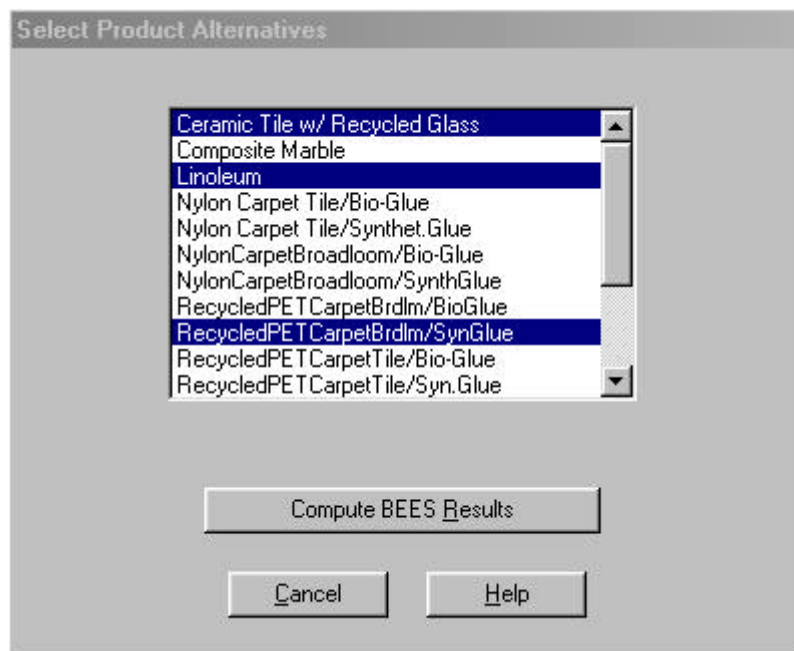 Select Product Alternatives
Ceramic Tile w/ Recycled Glass
Composite Marble
Linoleum
Nylon Carpet Tile/Bio-Glue
Nylon Carpet Tile/Synthet.Glue
NylonCarpetBroadloom/Bio-Glue
NylonCarpetBroadloom/SynthGlue
RecycledPETCarpetBrdlm/BioGlue
RecycledPETCarpetBrdlm/SynGlue
RecycledPETCarpetTile/Bio-Glue
RecycledPETCarpetTile/Syn.Glue
Compute BEES Results
Cancel
Help